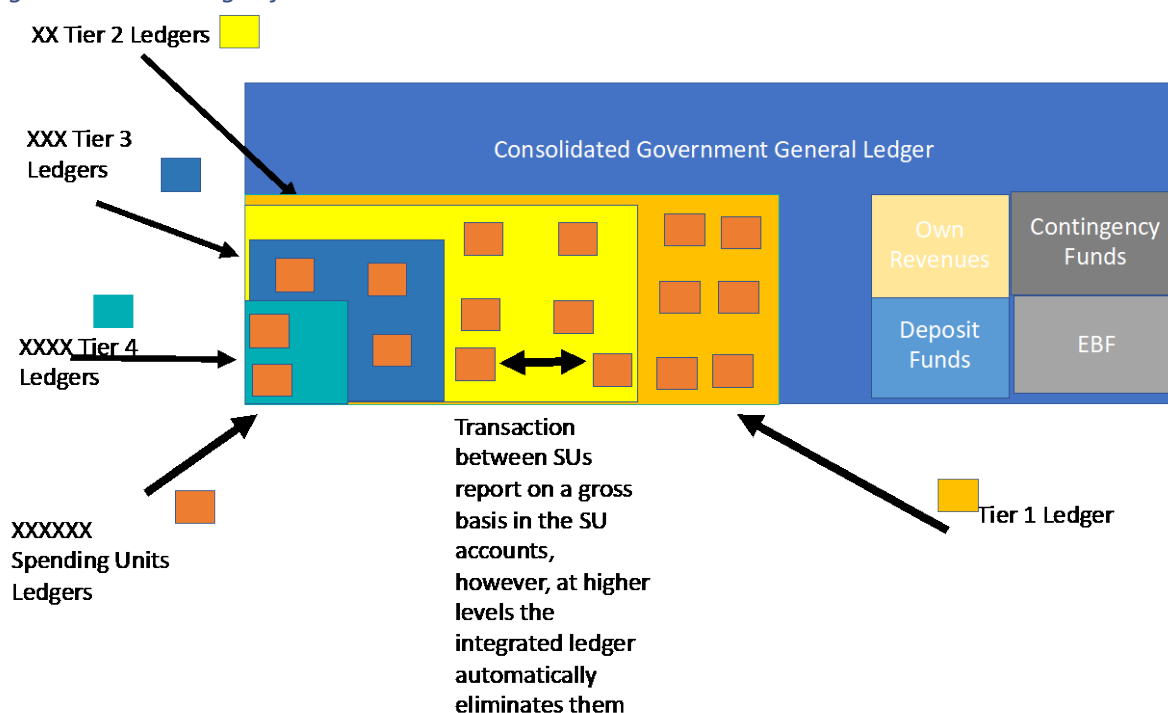 XX Tier 2 Ledgers
XXX Tier 3
Ledgers
XXXX Tier 4
Ledgers
XXXXXX
Spending Units
Ledgers
Consolidated Government General Ledger
Own
Revenues
Contingency
Funds
Deposit
Funds
EBF
Transaction
between SUs
report on a gross
basis in the SU
accounts,
however, at higher
levels the
integrated ledger
automatically
eliminates them
Tier 1 Ledger